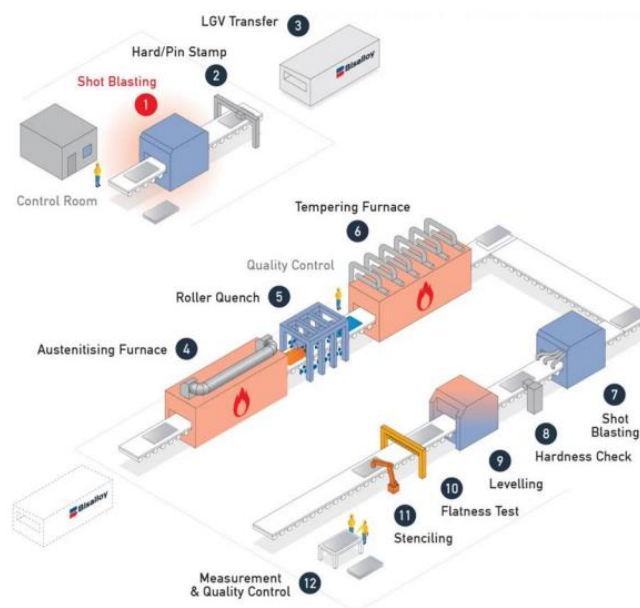 LGV Transfer
3
Hard/Pin Stamp
2
Bisalloy
Shot Blasting
1
Control Room
Tempering Furnace
6
Quality Control
Roller Quench
5
Austenitising Furnace
4
7
Shot
Blasting
8
Hardness Check
9
Levelling
10
Flatness Test
11
Stenciling
Bisalloy
Measurement
& Quality Control
12